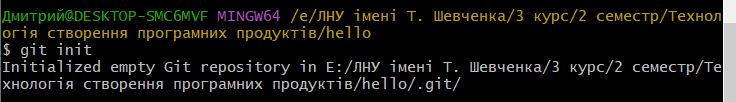 Дмитрий@DESKTOP-SMC6MVF MINGW64 /e/ЛНУ імені Т. Шевченка/3 курс/2 семестр/Технол
огія створення програмних продуктів/hello
$ git init
Initialized empty Git repository in E:/ЛНУ імені Т. Шевченка/3 курс/2 семестр/Те
хнологія створення програмних продуктів/hello/.git/